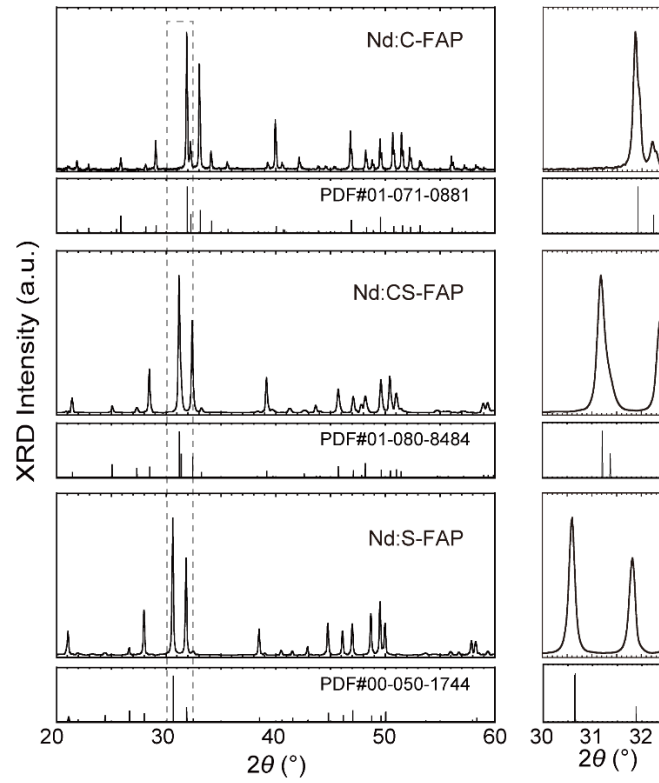 XRD Intensity (a.u.)
Nd:C-FAP
PDF#01-071-0881
Nd:CS-FAP
PDF#01-080-8484
Nd:S-FAP
PDF#00-050-1744
20 30 40 50 60
2θ (°)
30 31 32
2θ (°)